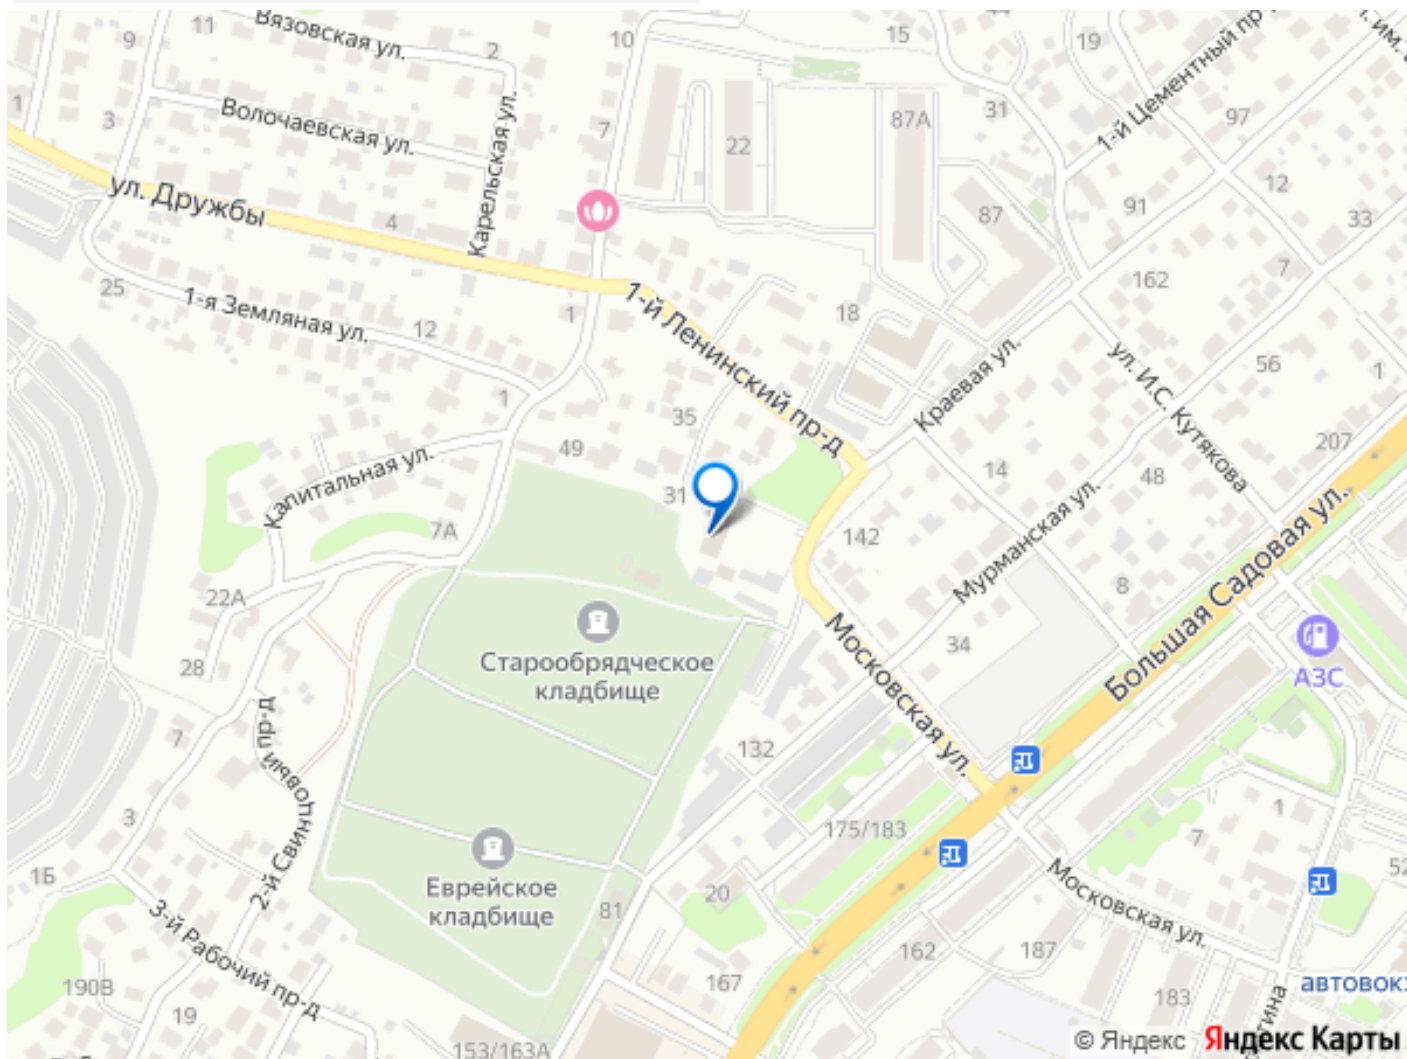 Вязовская ул.
11
9
2
10
15
19
1-й Цементный пр-
Волочаевская ул.
1
3
7
22
87А
31
97
Карельская ул.
ул. Дружбы
4
87
91
12
33
162
7
25
1-я Земляная ул.
12
1
1-й Ленинский пр-д
18
Краевая ул.
ул. И.С. Кутякова
56
1
1
35
49
207
Капитальная ул.
31
14
48
7А
142
Мурманская ул.
Большая Садовая ул.
22А
8
28
Старообрядческое
кладбище
Московская ул.
34
АЗС
7
2-й Свинцовый пр-д
132
3
175/183
1
7
1Б
Еврейское
кладбище
20
52
Московская ул.
3-й Рабочий пр-д
81
162
187
167
190В
19
183
автовокз
153/163А
© Яндекс Яндекс Карты